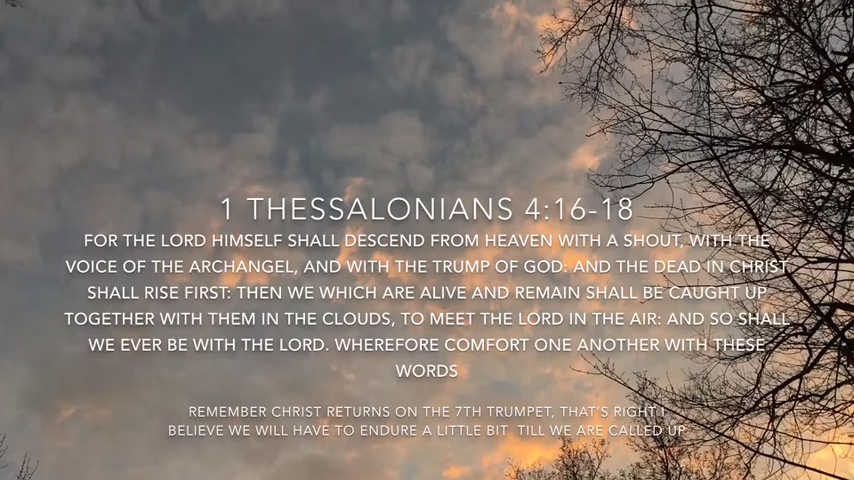 1 THESSALONIANS 4:16-18
FOR THE LORD HIMSELF SHALL DESCEND FROM HEAVEN WITH A SHOUT, WITH THE
VOICE OF THE ARCHANGEL, AND WITH THE TRUMP OF GOD: AND THE DEAD IN CHRIST
SHALL RISE FIRST: THEN WE WHICH ARE ALIVE AND REMAIN SHALL BE CAUGHT UP
TOGETHER WITH THEM IN THE CLOUDS, TO MEET THE LORD IN THE AIR: AND SO SHALL
WE EVER BE WITH THE LORD. WHEREFORE COMFORT ONE ANOTHER WITH THESE
WORDS
REMEMBER CHRIST RETURNS ON THE 7TH TRUMPET, THAT'S RIGHT I
BELIEVE WE WILL HAVE TO ENDURE A LITTLE BIT TILL WE ARE CALLED UP